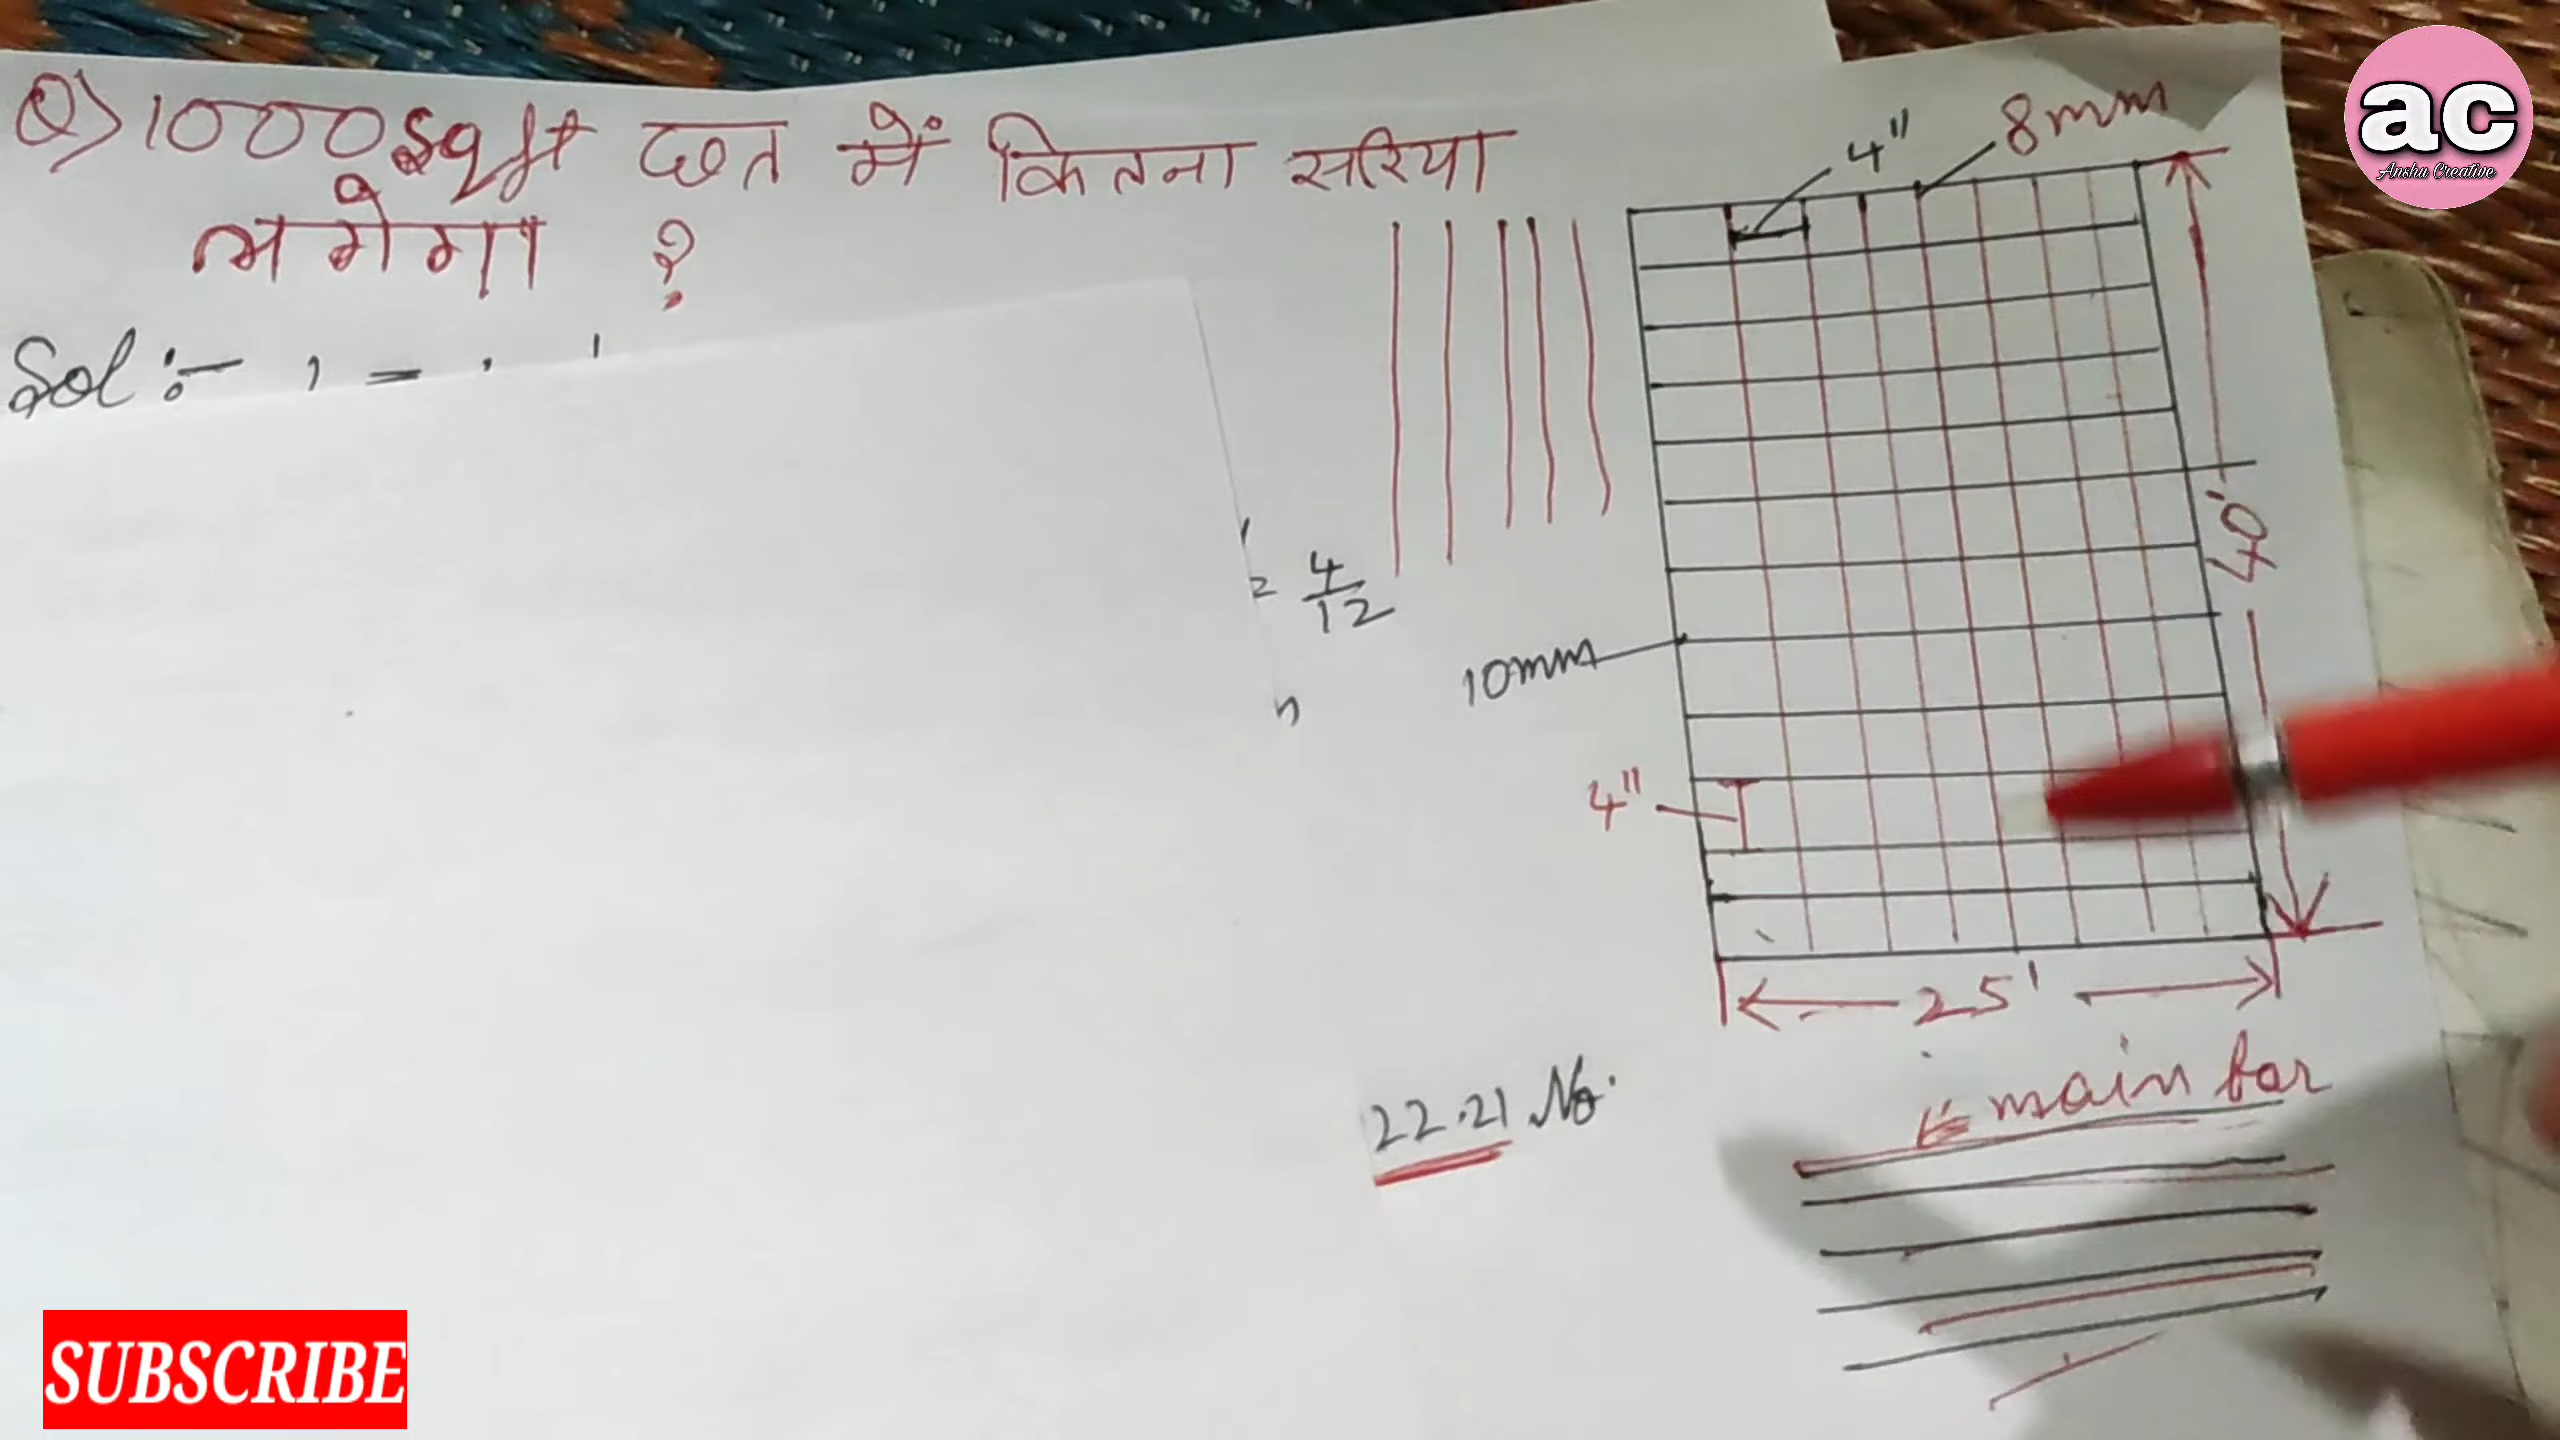 Q) 1000 sqft छत में कितना सरिया
लगेगा ?
Sol :-
= 4/12
4"
8mm
40'
10mm
4"
25'
main bar
22.21 No.
ac
Anshu Creative
SUBSCRIBE